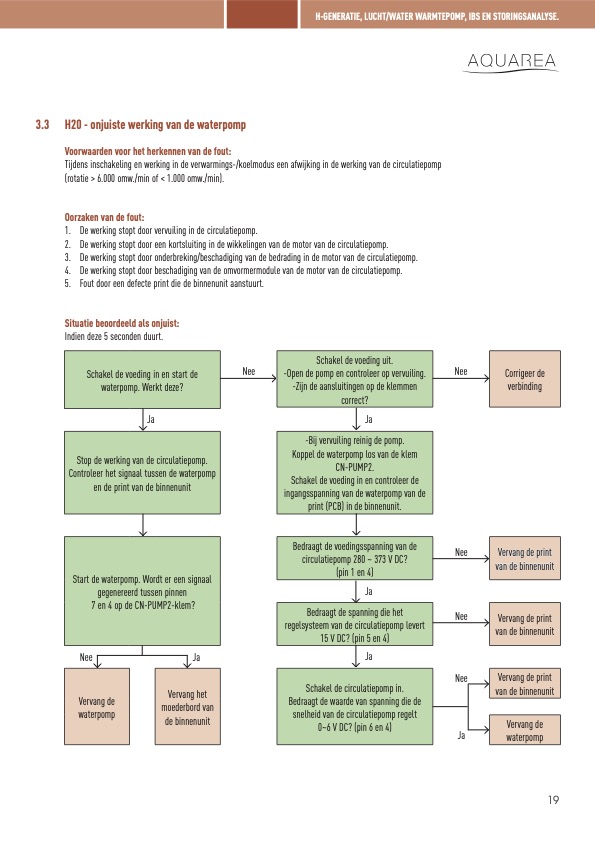 H-GENERATIE, LUCHT/WATER WARMTEPOMP, IBS EN STORINGSANALYSE.
AQUAREA
3.3 H20 - onjuiste werking van de waterpomp
Voorwaarden voor het herkennen van de fout:
Tijdens inschakeling en werking in de verwarmings-/koelmodus een afwijking in de werking van de circulatiepomp
(rotatie > 6.000 omw./min of < 1.000 omw./min).
Oorzaken van de fout:
1. De werking stopt door vervuiling in de circulatiepomp.
2. De werking stopt door een kortsluiting in de wikkelingen van de motor van de circulatiepomp.
3. De werking stopt door onderbreking/beschadiging van de bedrading in de motor van de circulatiepomp.
4. De werking stopt door beschadiging van de omvormermodule van de motor van de circulatiepomp.
5. Fout door een defecte print die de binnenunit aanstuurt.
Situatie beoordeeld als onjuist:
Indien deze 5 seconden duurt.
Schakel de voeding in en start de
waterpomp. Werkt deze?
Nee
Schakel de voeding uit.
-Open de pomp en controleer op vervuiling.
-Zijn de aansluitingen op de klemmen
correct?
Nee
Corrigeer de
verbinding
Ja
Ja
Stop de werking van de circulatiepomp.
Controleer het signaal tussen de waterpomp
en de print van de binnenunit
-Bij vervuiling reinig de pomp.
Koppel de waterpomp los van de klem
CN-PUMP2.
Schakel de voeding in en controleer de
ingangsspanning van de waterpomp van de
print (PCB) in de binnenunit.
Start de waterpomp. Wordt er een signaal
gegenereerd tussen pinnen
7 en 4 op de CN-PUMP2-klem?
Bedraagt de voedingsspanning van de
circulatiepomp 280 ~ 373 V DC?
(pin 1 en 4)
Nee
Vervang de print
van de binnenunit
Ja
Bedraagt de spanning die het
regelsysteem van de circulatiepomp levert
15 V DC? (pin 5 en 4)
Nee
Vervang de print
van de binnenunit
Nee
Ja
Ja
Vervang de
waterpomp
Vervang het
moederbord van
de binnenunit
Schakel de circulatiepomp in.
Bedraagt de waarde van spanning die de
snelheid van de circulatiepomp regelt
0~6 V DC? (pin 6 en 4)
Nee
Vervang de print
van de binnenunit
Ja
Vervang de
waterpomp
19